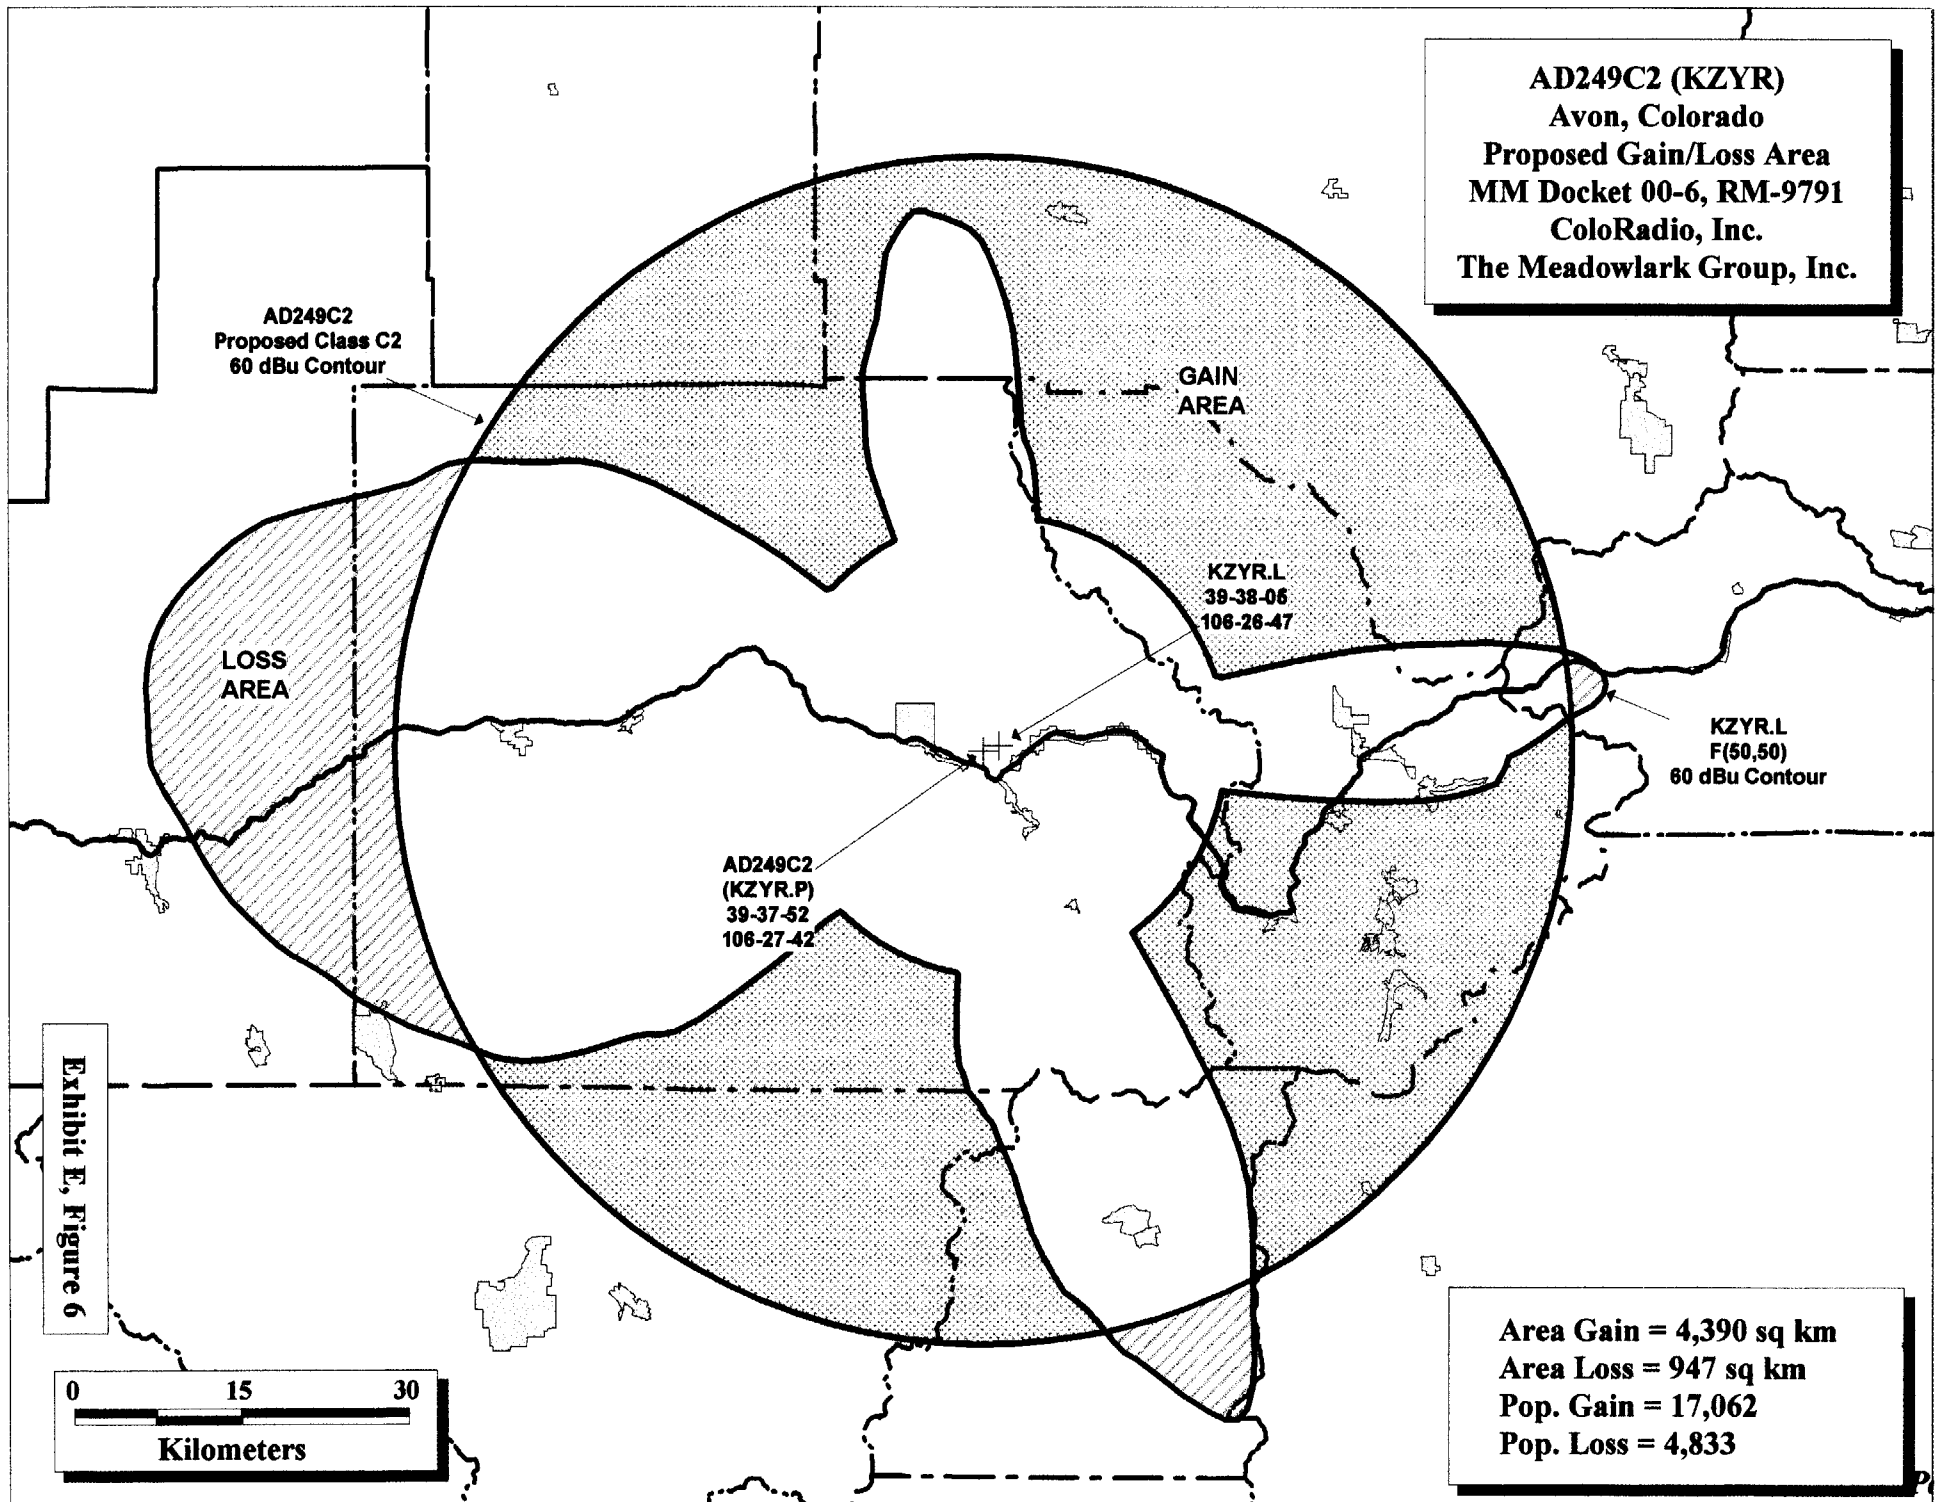 AD249C2 (KZYR)
Avon, Colorado
Proposed Gain/Loss Area
MM Docket 00-6, RM-9791
ColoRadio, Inc.
The Meadowlark Group, Inc.
AD249C2
Proposed Class C2
60 dBu Contour
GAIN
AREA
KZYR.L
39-38-05
106-26-47
LOSS
AREA
KZYR.L
F(50,50)
60 dBu Contour
AD249C2
(KZYR.P)
39-37-52
106-27-42
Exhibit E, Figure 6
0 15 30
Kilometers
Area Gain = 4,390 sq km
Area Loss = 947 sq km
Pop. Gain = 17,062
Pop. Loss = 4,833